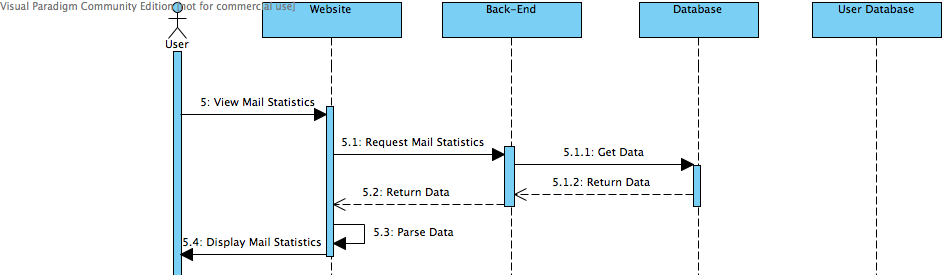 Visual Paradigm Community Edition [not for commercial use]
Website
Back-End
Database
User Database
User
5: View Mail Statistics
5.1: Request Mail Statistics
5.1.1: Get Data
5.1.2: Return Data
5.2: Return Data
5.3: Parse Data
5.4: Display Mail Statistics